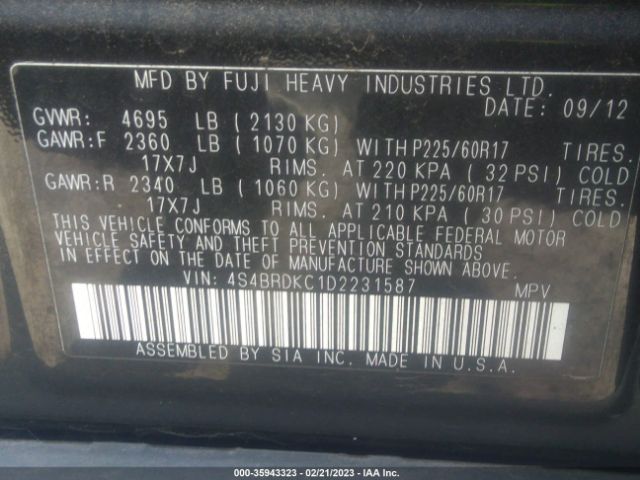 MFD BY FUJI HEAVY INDUSTRIES LTD.
DATE: 09/12
GVWR: 4695 LB ( 2130 KG)
GAWR:F 2360 LB ( 1070 KG) WITH P225/60R17 TIRES.
17X7J RIMS. AT 220 KPA ( 32 PSI) COLD
GAWR:R 2340 LB ( 1060 KG) WITH P225/60R17 TIRES.
17X7J RIMS. AT 210 KPA ( 30 PSI) COLD
THIS VEHICLE CONFORMS TO ALL APPLICABLE FEDERAL MOTOR
VEHICLE SAFETY AND THEFT PREVENTION STANDARDS
IN EFFECT ON THE DATE OF MANUFACTURE SHOWN ABOVE.
VIN: 4S4BRDKC1D2231587 MPV
ASSEMBLED BY SIA INC. MADE IN U.S.A.
000-35943323 - 02/21/2023 - IAA Inc.